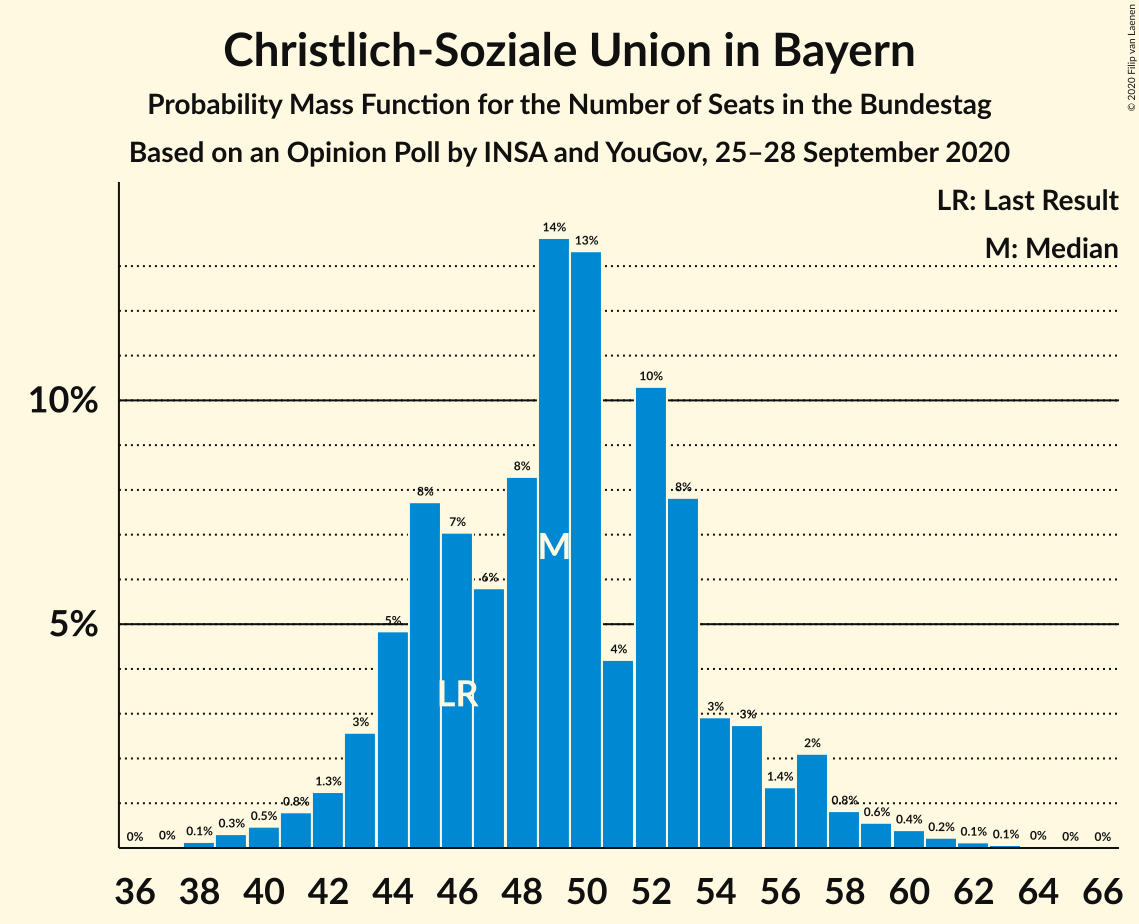 Christlich-Soziale Union in Bayern
Probability Mass Function for the Number of Seats in the Bundestag
Based on an Opinion Poll by INSA and YouGov, 25–28 September 2020
© 2020 Filip van Laenen
LR: Last Result
M: Median
10%
5%
0% 0% 0.1% 0.3% 0.5% 0.8% 1.3% 3% 5% 8% 7% 6% 8% 14% 13% 4% 10% 8% 3% 3% 1.4% 2% 0.8% 0.6% 0.4% 0.2% 0.1% 0.1% 0% 0% 0%
M
LR
36 38 40 42 44 46 48 50 52 54 56 58 60 62 64 66